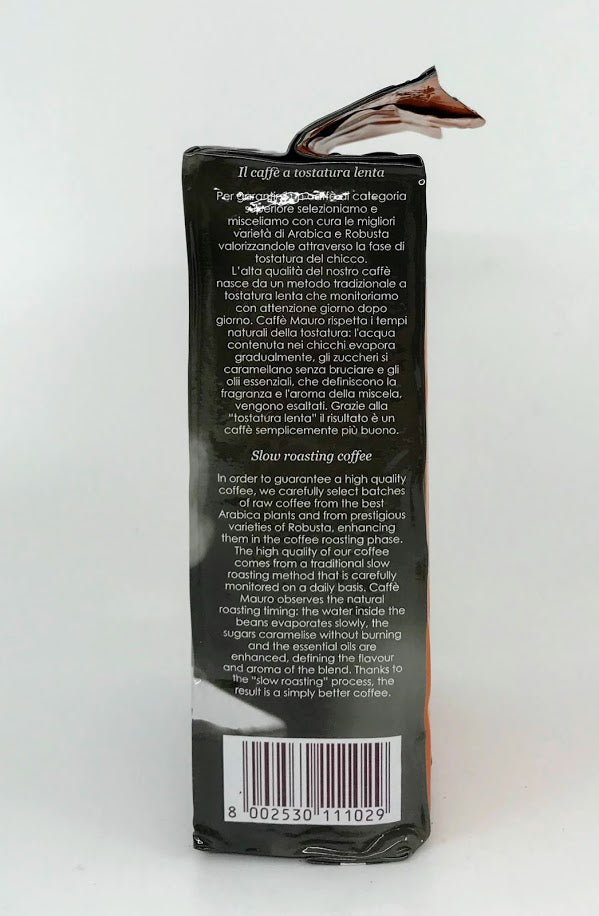 Il caffè a tostatura lenta
Per garantire un caffè di categoria
superiore selezioniamo e
misceliamo con cura le migliori
varietà di Arabica e Robusta
valorizzandole attraverso la fase di
tostatura del chicco.
L'alta qualità del nostro caffè
nasce da un metodo tradizionale a
tostatura lenta che monitoriamo
con attenzione giorno dopo
giorno. Caffè Mauro rispetta i tempi
naturali della tostatura: l'acqua
contenuta nei chicchi evapora
gradualmente, gli zuccheri si
caramellano senza bruciare e gli
olii essenziali, che definiscono la
fragranza e l'aroma della miscela,
vengono esaltati. Grazie alla
"tostatura lenta" il risultato è un
caffè semplicemente più buono.
Slow roasting coffee
In order to guarantee a high quality
coffee, we carefully select batches
of raw coffee from the best
Arabica plants and from prestigious
varieties of Robusta, enhancing
them in the coffee roasting phase.
The high quality of our coffee
comes from a traditional slow
roasting method that is carefully
monitored on a daily basis. Caffè
Mauro observes the natural
roasting timing: the water inside the
beans evaporates slowly, the
sugars caramelise without burning
and the essential oils are
enhanced, defining the flavour
and aroma of the blend. Thanks to
the "slow roasting" process, the
result is a simply better coffee.
8 002530 111029